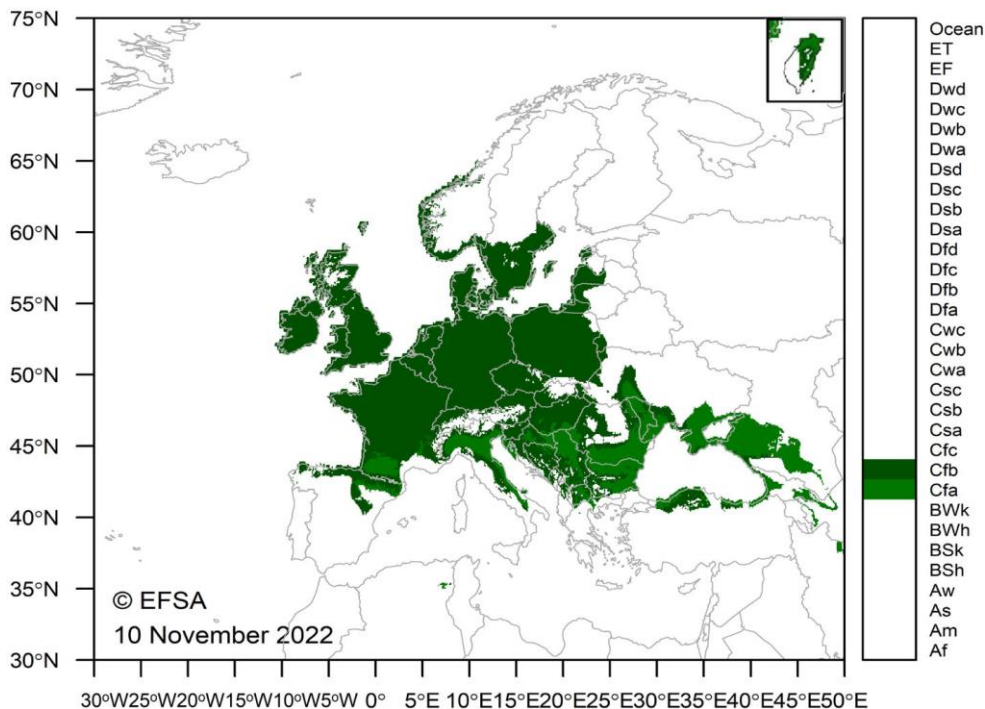 75°N
70°N
65°N
60°N
55°N
50°N
45°N
40°N
35°N
30°N
© EFSA
10 November 2022
30°W25°W20°W15°W10°W5°W 0° 5°E 10°E15°E20°E25°E30°E35°E40°E45°E50°E
Ocean
ET
EF
Dwd
Dwc
Dwb
Dwa
Dsd
Dsc
Dsb
Dsa
Dfd
Dfc
Dfb
Dfa
Cwc
Cwb
Cwa
Csc
Csb
Csa
Cfc
Cfb
Cfa
BWk
BWh
BSk
BSh
Aw
As
Am
Af